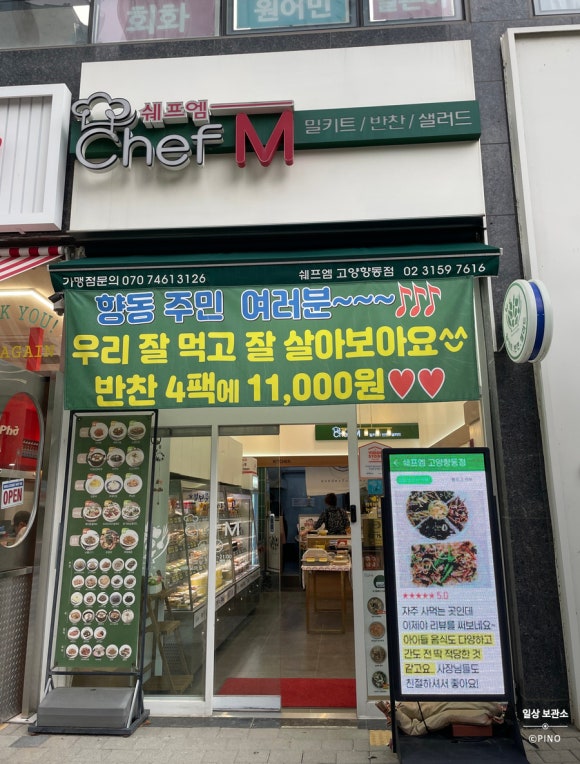 회화
원어민
쉐프엠
Chef M
밀키트/반찬/샐러드
가맹점문의 070 74613126
쉐프엠 고양향동점 02 3159 7616
향동 주민 여러분~~~
우리 잘 먹고 잘 살아보아요
반찬 4팩에 11,000원
K YOU!
AGAIN
Phở
OPEN
Chef M
쉐프엠 고양향동점
★★★★★ 5.0
자주 사먹는 곳인데
이제야 리뷰를 써보네요~
아이들 음식도 다양하고
간도 전 딱 적당한 것
같고요.. 사장님들도
친절하셔서 좋아요!
일상 보관소
©PINO